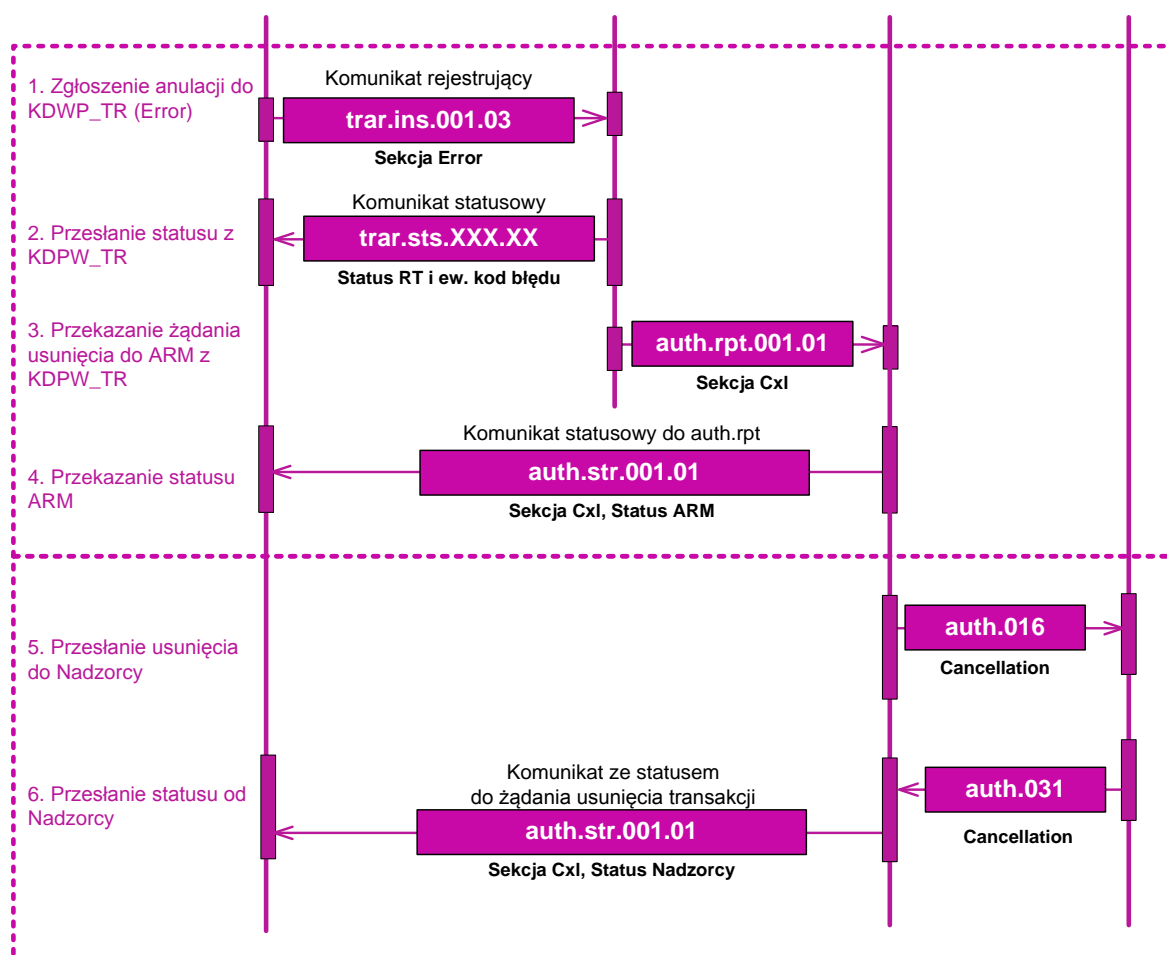 1. Zgłoszenie anulacji do
KDWP_TR (Error)
Komunikat rejestrujący
trar.ins.001.03
Sekcja Error
2. Przesłanie statusu z
KDPW_TR
Komunikat statusowy
trar.sts.XXX.XX
Status RT i ew. kod błędu
3. Przekazanie żądania
usunięcia do ARM z
KDPW_TR
auth.rpt.001.01
Sekcja Cxl
4. Przekazanie statusu
ARM
Komunikat statusowy do auth.rpt
auth.str.001.01
Sekcja Cxl, Status ARM
5. Przesłanie usunięcia
do Nadzorcy
auth.016
Cancellation
6. Przesłanie statusu od
Nadzorcy
Komunikat ze statusem
do żądania usunięcia transakcji
auth.str.001.01
Sekcja Cxl, Status Nadzorcy
auth.031
Cancellation